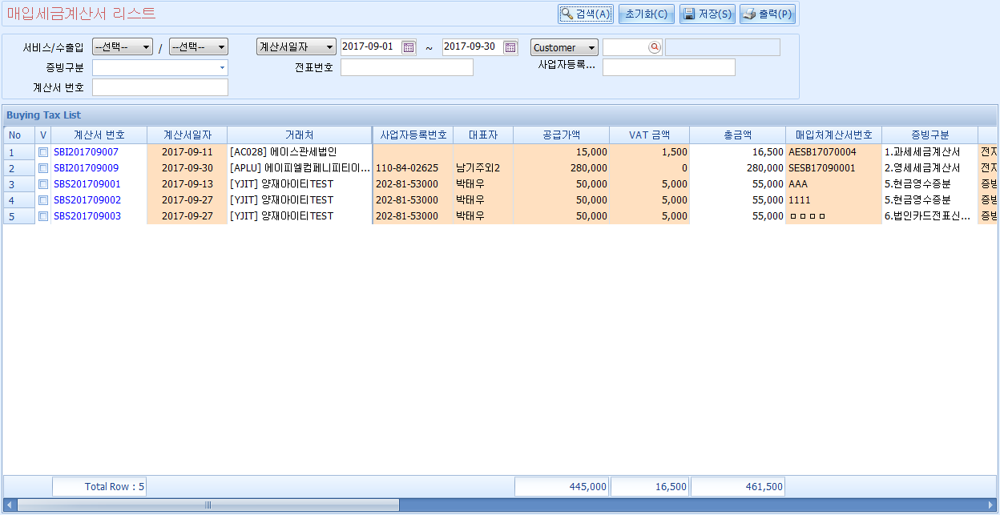 매입세금계산서 리스트
검색(A) 초기화(C) 저장(S) 출력(P)
서비스/수출입 --선택-- / --선택-- 계산서일자 2017-09-01 ~ 2017-09-30 Customer
증빙구분 전표번호 사업자등록...
계산서 번호
Buying Tax List
No V 계산서 번호 계산서일자 거래처 사업자등록번호 대표자 공급가액 VAT 금액 총금액 매입처계산서번호 증빙구분
1 SBI201709007 2017-09-11 [AC028] 에이스관세법인 15,000 1,500 16,500 AESB17070004 1.과세세금계산서 전자
2 SBI201709009 2017-09-30 [APLU] 에이피엘컴페니피티이... 110-84-02625 남기주외2 280,000 0 280,000 SESB17090001 2.영세세금계산서 전자
3 SBS201709001 2017-09-13 [YJIT] 양재아이티TEST 202-81-53000 박태우 50,000 5,000 55,000 AAA 5.현금영수증분 증빙
4 SBS201709002 2017-09-27 [YJIT] 양재아이티TEST 202-81-53000 박태우 50,000 5,000 55,000 1111 5.현금영수증분 증빙
5 SBS201709003 2017-09-27 [YJIT] 양재아이티TEST 202-81-53000 박태우 50,000 5,000 55,000 ㅁㅁㅁㅁ 6.법인카드전표신... 증빙
Total Row : 5 445,000 16,500 461,500